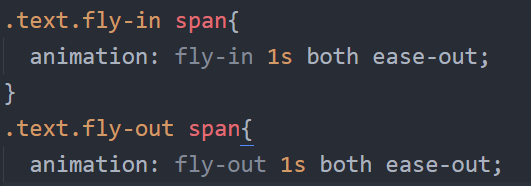 .text.fly-in span{
  animation: fly-in 1s both ease-out;
}
.text.fly-out span{
  animation: fly-out 1s both ease-out;